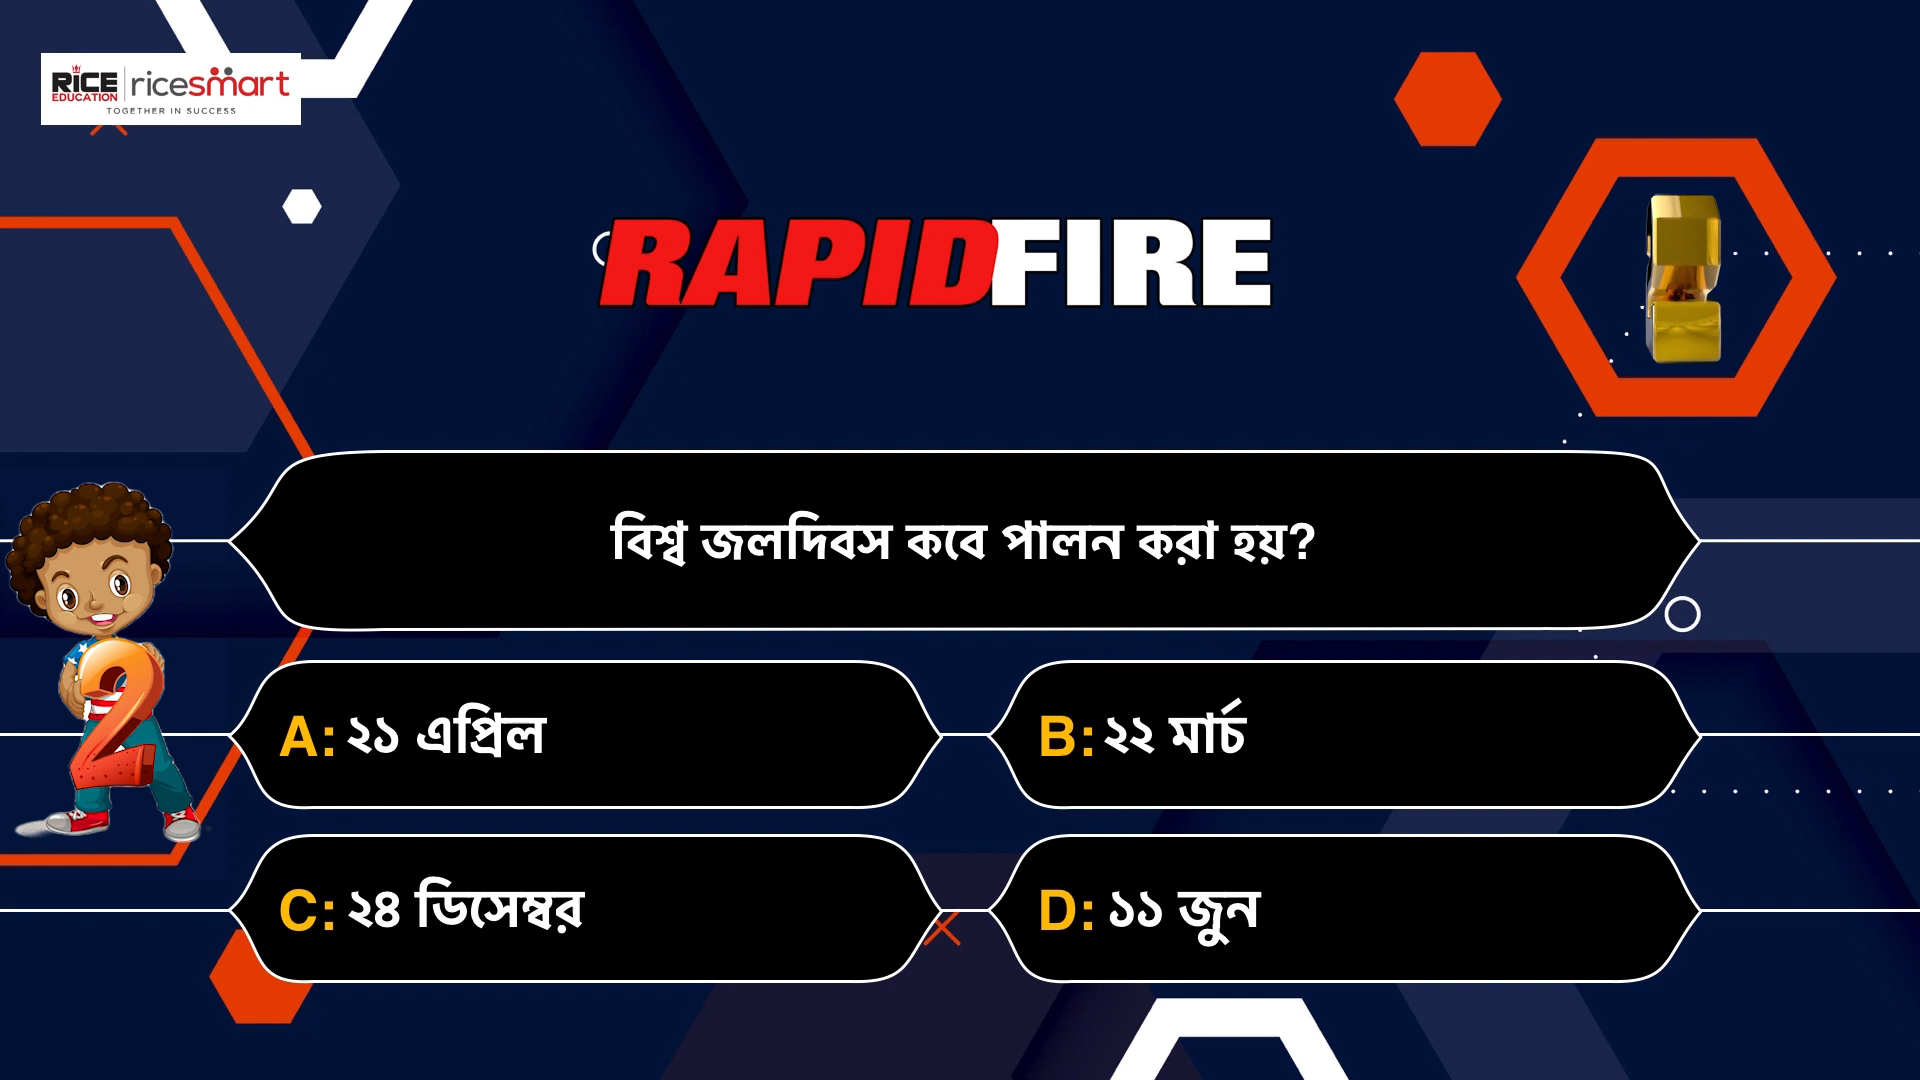 RICE
EDUCATION
ricesmart
TOGETHER IN SUCCESS
RAPIDFIRE
বিশ্ব জলদিবস কবে পালন করা হয়?
2
A: ২১ এপ্রিল
B: ২২ মার্চ
C: ২৪ ডিসেম্বর
D: ১১ জুন